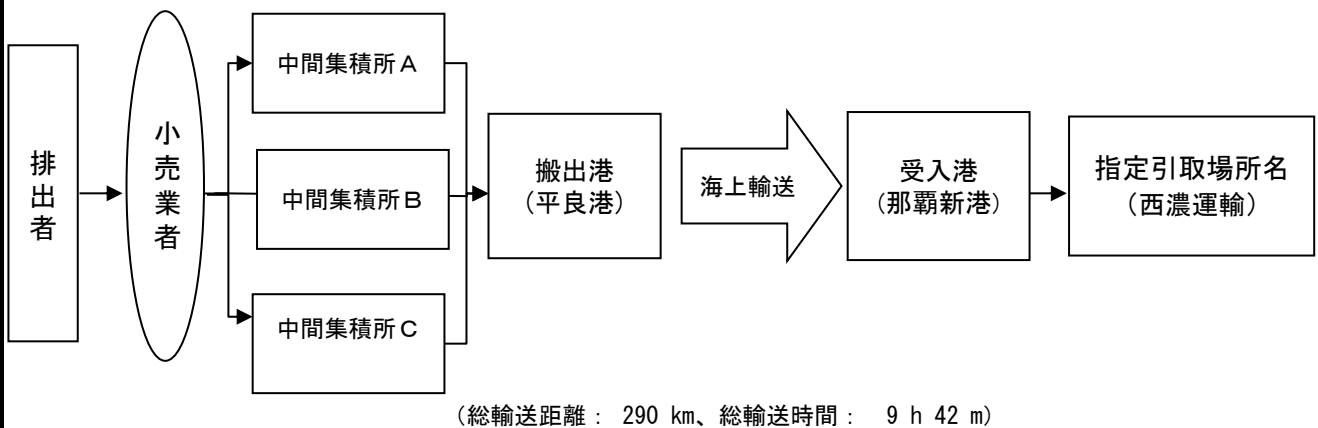 排出者
小売業者
中間集積所A
中間集積所B
中間集積所C
搬出港
(平良港)
海上輸送
受入港
(那覇新港)
指定引取場所名
(西濃運輸)
(総輸送距離: 290 km、総輸送時間: 9 h 42 m)